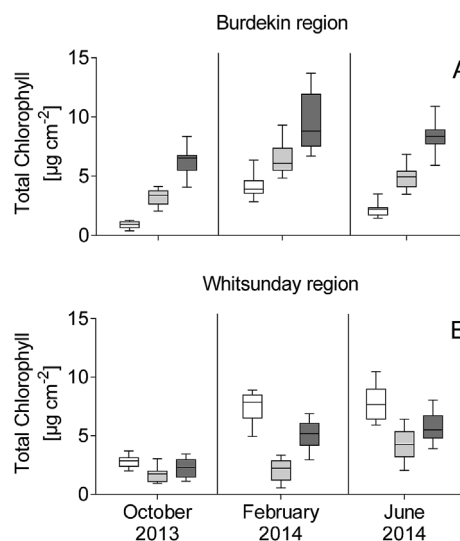 Burdekin region
A
Total Chlorophyll
[µg cm-2]
15
10
5
0
Whitsunday region
B
Total Chlorophyll
[µg cm-2]
15
10
5
0
October
2013
February
2014
June
2014